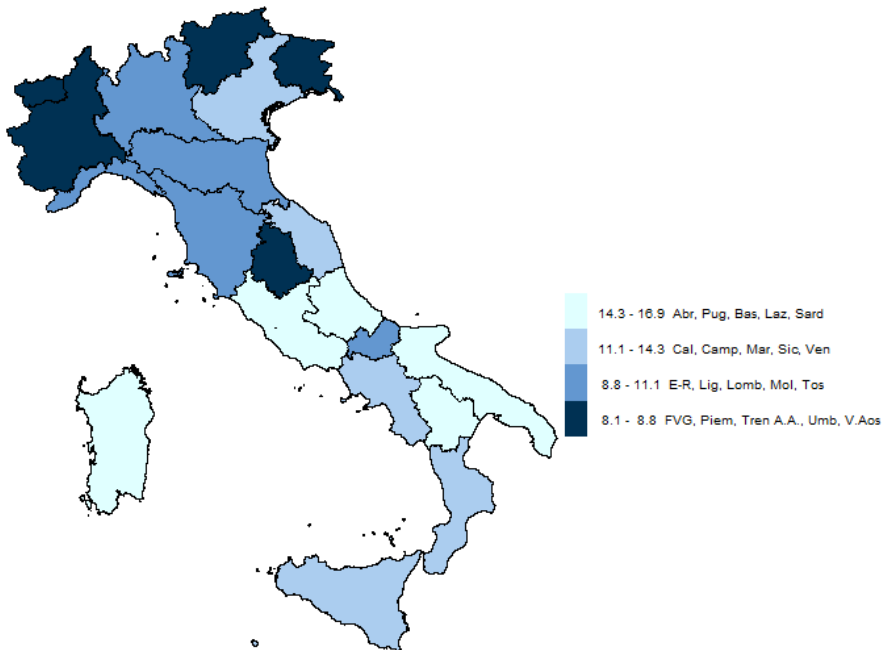 14.3 - 16.9 Abr, Pug, Bas, Laz, Sard
11.1 - 14.3 Cal, Camp, Mar, Sic, Ven
8.8 - 11.1 E-R, Lig, Lomb, Mol, Tos
8.1 - 8.8 FVG, Piem, Tren A.A., Umb, V.Aos